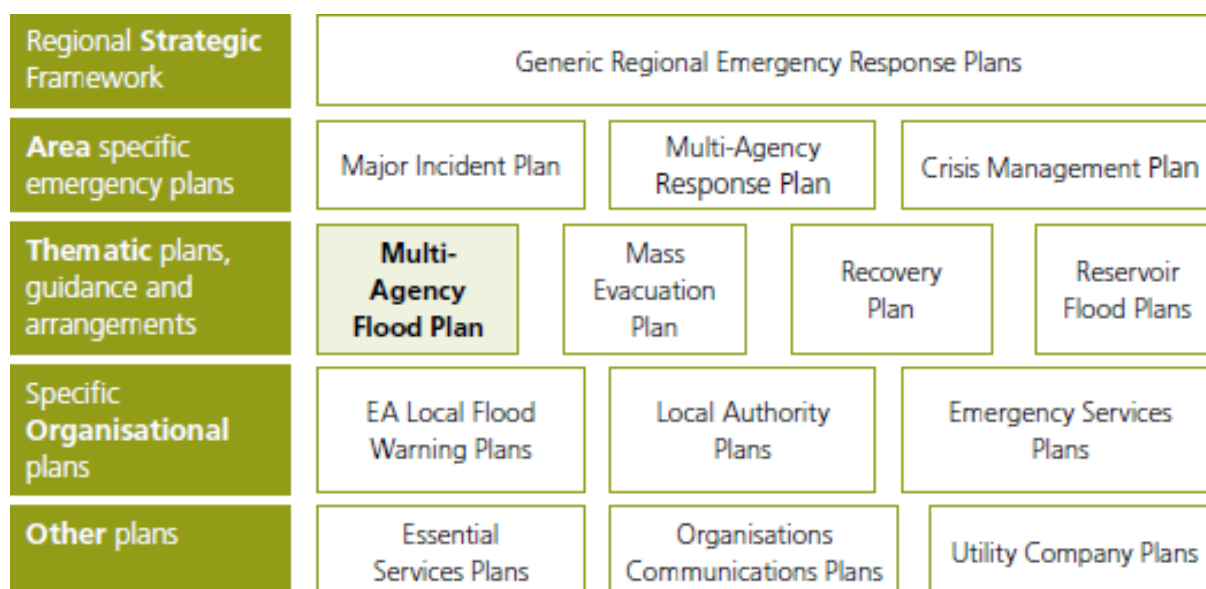 Regional Strategic
Framework
Generic Regional Emergency Response Plans
Area specific
emergency plans
Major Incident Plan
Multi-Agency
Response Plan
Crisis Management Plan
Thematic plans,
guidance and
arrangements
Multi-
Agency
Flood Plan
Mass
Evacuation
Plan
Recovery
Plan
Reservoir
Flood Plans
Specific
Organisational
plans
EA Local Flood
Warning Plans
Local Authority
Plans
Emergency Services
Plans
Other plans
Essential
Services Plans
Organisations
Communications Plans
Utility Company Plans